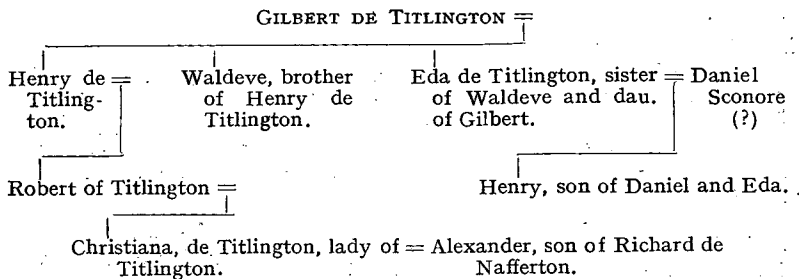 GILBERT DE TITLINGTON =
Henry de =
Titling-
ton.
Waldeve, brother
of Henry de
Titlington.
Eda de Titlington, sister = Daniel
of Waldeve and dau. Sconore
of Gilbert. (?)
Robert of Titlington =
Henry, son of Daniel and Eda.
Christiana, de Titlington, lady of = Alexander, son of Richard de
Titlington. Nafferton.